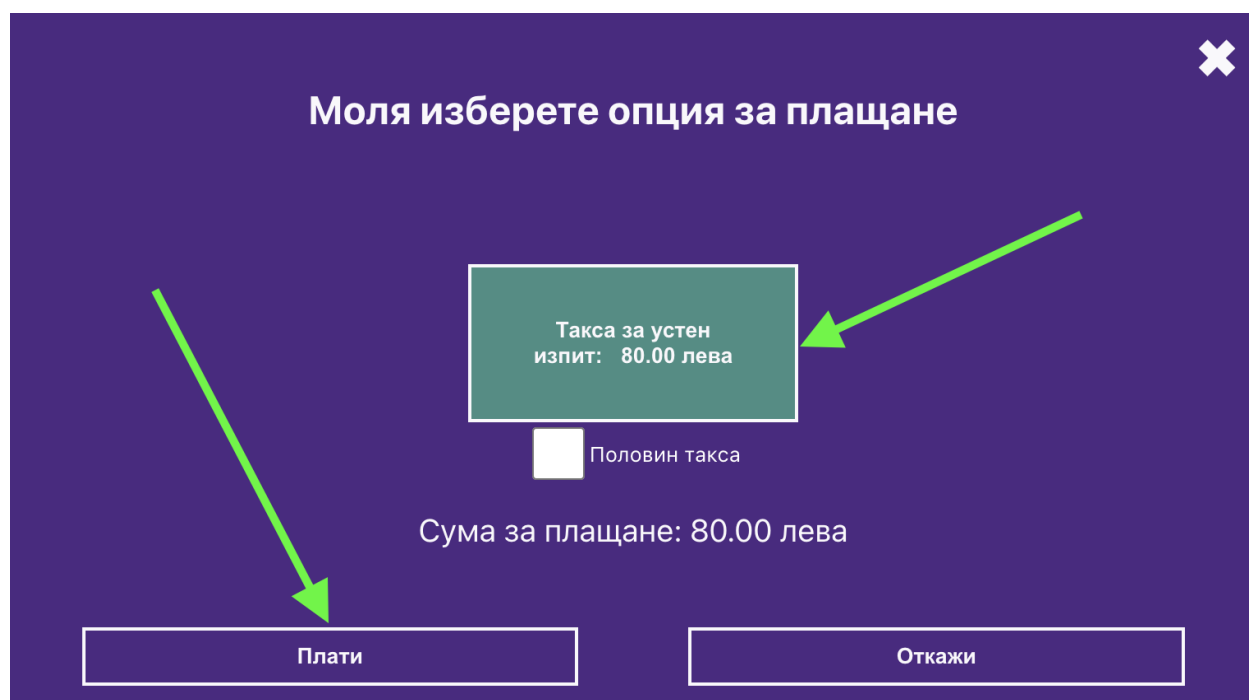 Моля изберете опция за плащане
Такса за устен
изпит: 80.00 лева
Половин такса
Сума за плащане: 80.00 лева
Плати
Откажи